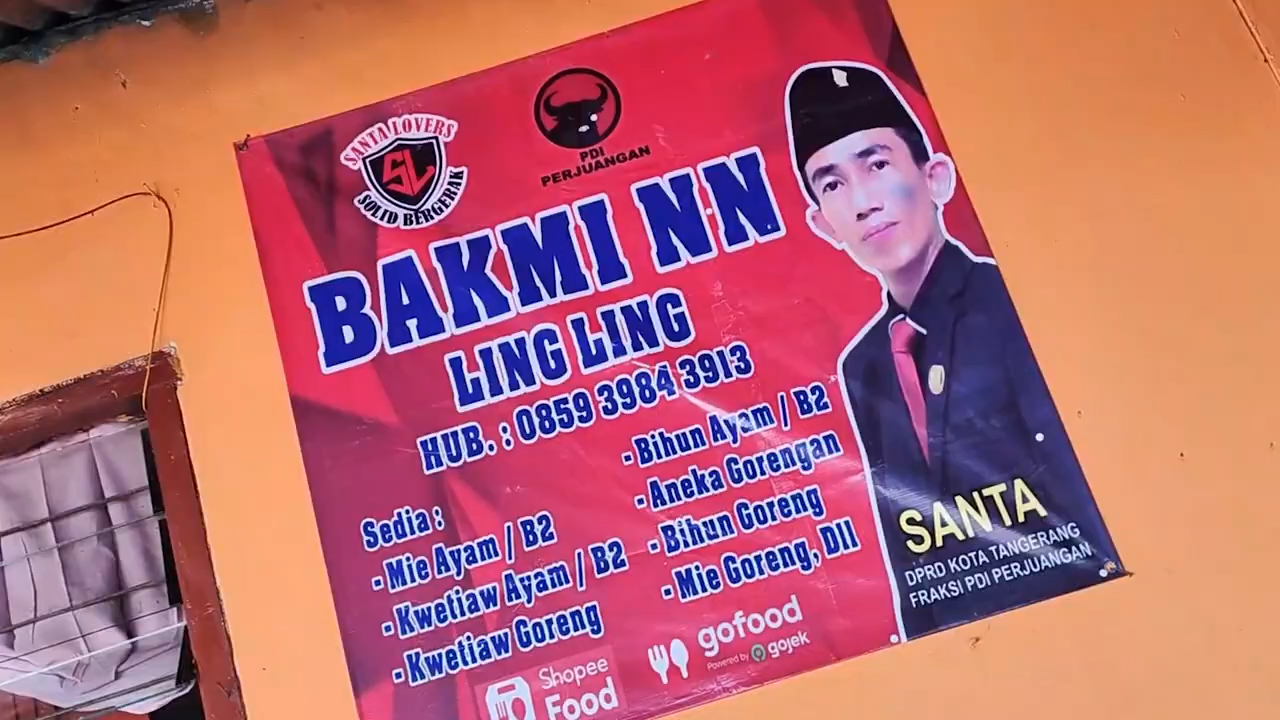 SANTA LOVERS
SL
SOLID BERGERAK
PDI
PERJUANGAN
BAKMI NN
LING LING
HUB. : 0859 3984 3913
Sedia :
- Mie Ayam / B2
- Kwetiaw Ayam / B2
- Kwetiaw Goreng
- Bihun Ayam / B2
- Aneka Gorengan
- Bihun Goreng
- Mie Goreng, Dll
Shopee
Food
gofood
Powered by gojek
SANTA
DPRD KOTA TANGERANG
FRAKSI PDI PERJUANGAN